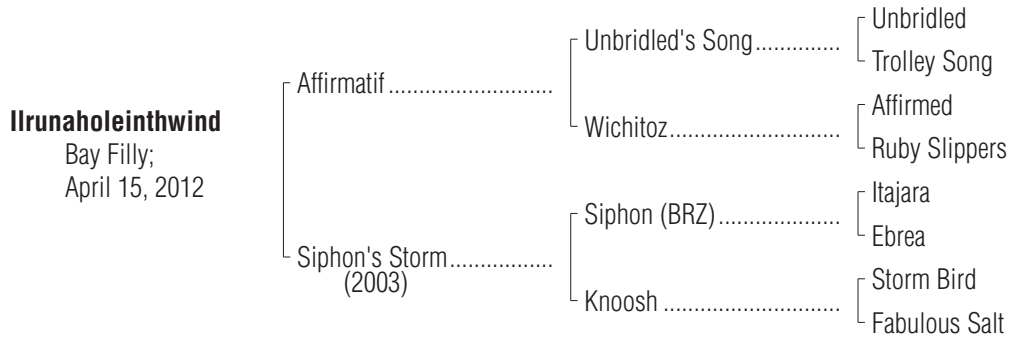 Unbridled
Unbridled's Song..............
Trolley Song
Affirmatif ..........................
Affirmed
Wichitoz............................
Ruby Slippers
Ilrunaholeinthwind
Bay Filly;
April 15, 2012
Itajara
Siphon (BRZ)....................
Ebrea
Siphon's Storm.................
(2003)
Storm Bird
Knoosh .............................
Fabulous Salt